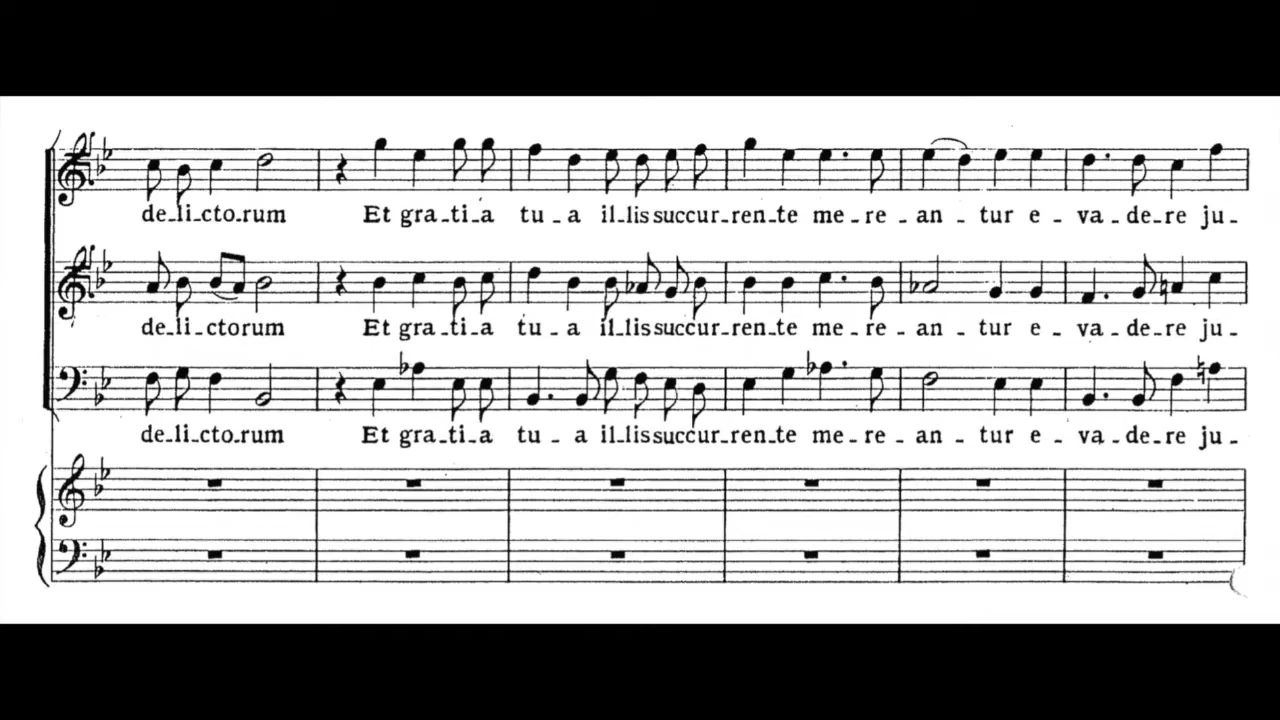 de_li_cto_rum Et gra_ti_a tu_a il_lis succur_ren_te me_re_an_tur e_va_de_re ju_
de_li_ctorum Et gra_ti_a tu_a il_lis succur_ren_te me_re_an_tur e_va_de_re ju_
de_li_cto_rum Et gra_ti_a tu_a il_lis succur_ren_te me_re_an_tur e_va_de_re ju_